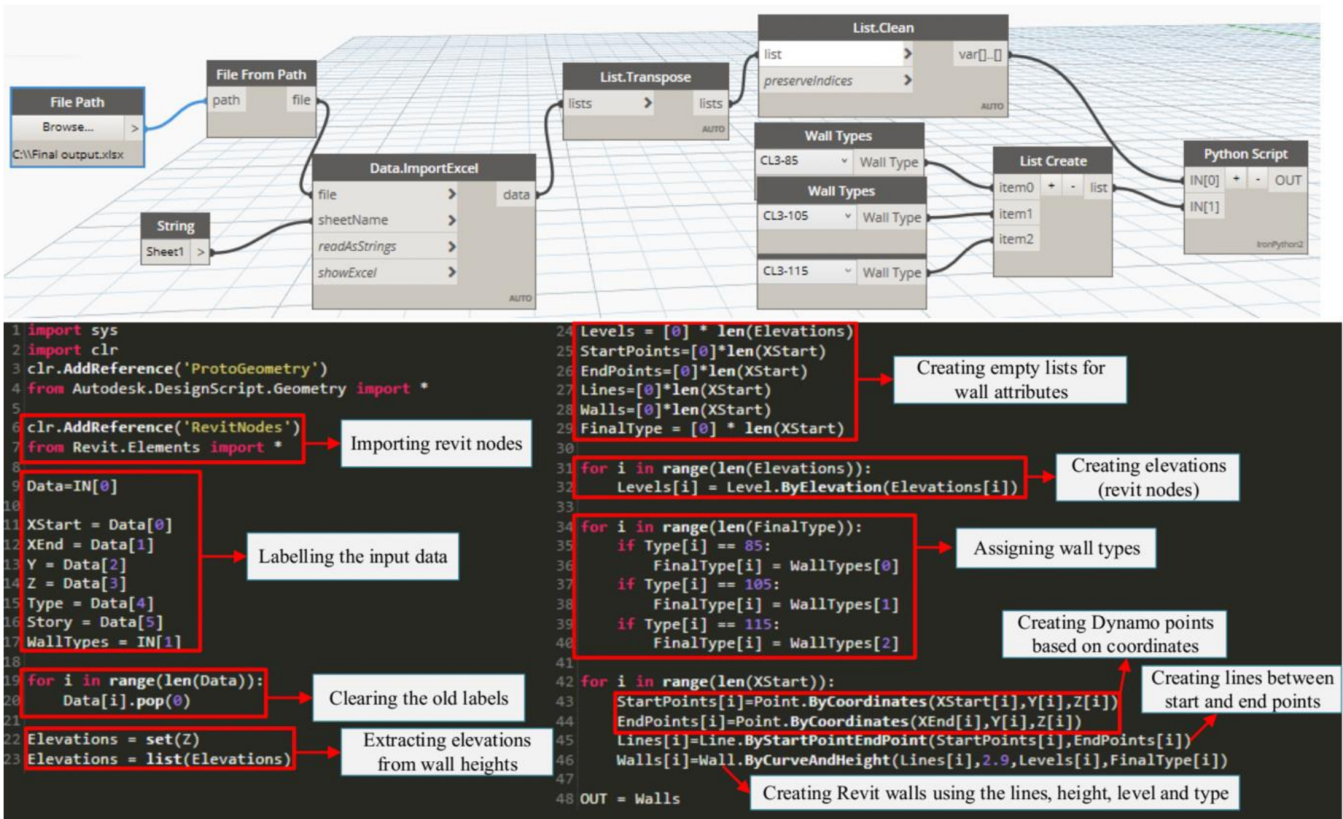 File Path
Browse...
>
C:\\Final output.xlsx
String
Sheet1 >
File From Path
path file
Data.ImportExcel
file > data
sheetName >
readAsStrings >
showExcel >
AUTO
List.Transpose
lists > lists
AUTO
List.Clean
list > var[]..[]
preserveIndices >
AUTO
Wall Types
CL3-85 Wall Type
Wall Types
CL3-105 Wall Type
CL3-115 Wall Type
List Create
item0 + - list
item1
item2
Python Script
IN[0] + - OUT
IN[1]
IronPython2
1 import sys
2 import clr
3 clr.AddReference('ProtoGeometry')
4 from Autodesk.DesignScript.Geometry import *
5
6 clr.AddReference('RevitNodes')
7 from Revit.Elements import *
Importing revit nodes
8
9 Data=IN[0]
10
11 XStart = Data[0]
12 XEnd = Data[1]
13 Y = Data[2]
14 Z = Data[3]
15 Type = Data[4]
16 Story = Data[5]
17 WallTypes = IN[1]
Labelling the input data
18
19 for i in range(len(Data)):
20 Data[i].pop(0)
Clearing the old labels
21
22 Elevations = set(Z)
23 Elevations = list(Elevations)
Extracting elevations
from wall heights
24 Levels = [0] * len(Elevations)
25 StartPoints=[0]*len(XStart)
26 EndPoints=[0]*len(XStart)
27 Lines=[0]*len(XStart)
28 Walls=[0]*len(XStart)
29 FinalType = [0] * len(XStart)
Creating empty lists for
wall attributes
30
31 for i in range(len(Elevations)):
32 Levels[i] = Level.ByElevation(Elevations[i])
Creating elevations
(revit nodes)
33
34 for i in range(len(FinalType)):
35 if Type[i] == 85:
36 FinalType[i] = WallTypes[0]
37 if Type[i] == 105:
38 FinalType[i] = WallTypes[1]
39 if Type[i] == 115:
40 FinalType[i] = WallTypes[2]
Assigning wall types
41
42 for i in range(len(XStart)):
43 StartPoints[i]=Point.ByCoordinates(XStart[i],Y[i],Z[i])
44 EndPoints[i]=Point.ByCoordinates(XEnd[i],Y[i],Z[i])
Creating Dynamo points
based on coordinates
45 Lines[i]=Line.ByStartPointEndPoint(StartPoints[i],EndPoints[i])
Creating lines between
start and end points
46 Walls[i]=Wall.ByCurveAndHeight(Lines[i],2.9,Levels[i],FinalType[i])
47
Creating Revit walls using the lines, height, level and type
48 OUT = Walls